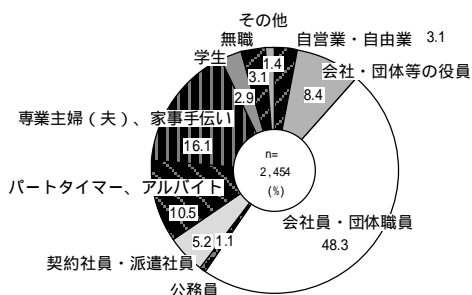 その他
無職
自営業・自由業 3.1
学生
1.4
3.1
会社・団体等の役員
2.9
8.4
専業主婦(夫)、家事手伝い
16.1
n=
2,454
(%)
パートタイマー、アルバイト
10.5
会社員・団体職員
48.3
5.2
1.1
契約社員・派遣社員
公務員